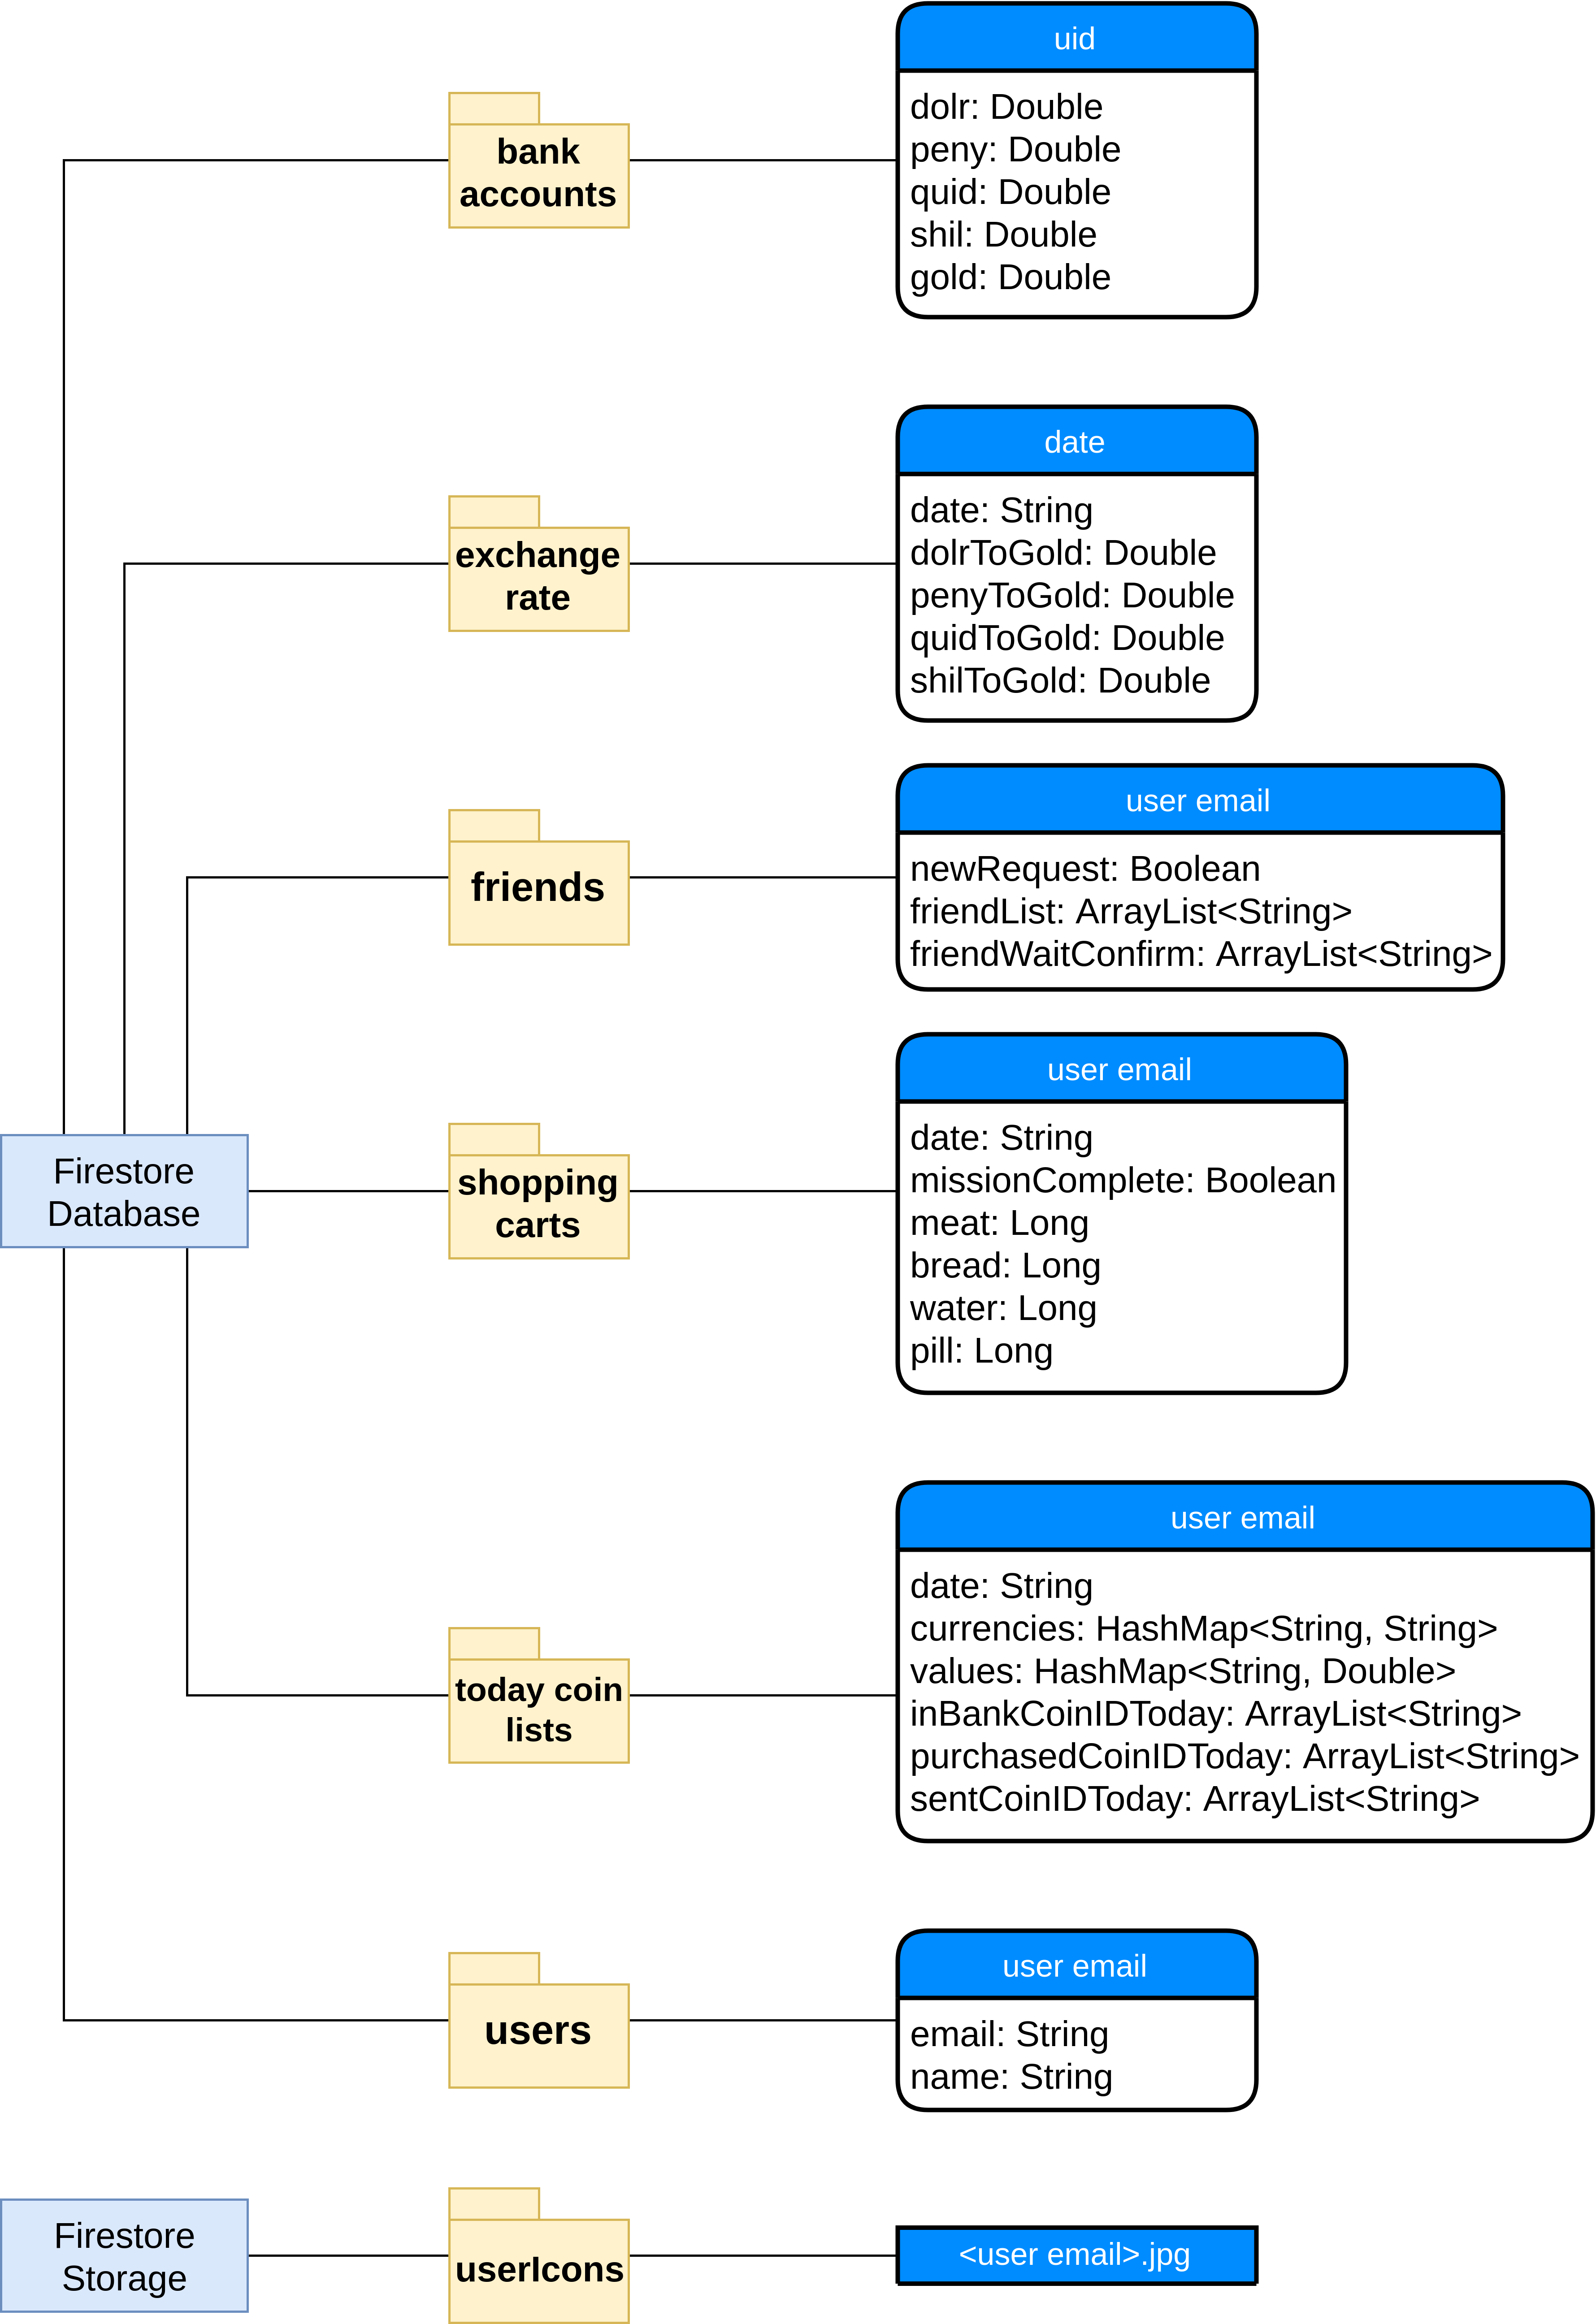 uid
bank
accounts
dolr: Double
peny: Double
quid: Double
shil: Double
gold: Double
date
exchange
rate
date: String
dolrToGold: Double
penyToGold: Double
quidToGold: Double
shilToGold: Double
user email
friends
newRequest: Boolean
friendList: ArrayList<String>
friendWaitConfirm: ArrayList<String>
user email
Firestore
Database
shopping
carts
date: String
missionComplete: Boolean
meat: Long
bread: Long
water: Long
pill: Long
user email
today coin
lists
date: String
currencies: HashMap<String, String>
values: HashMap<String, Double>
inBankCoinIDToday: ArrayList<String>
purchasedCoinIDToday: ArrayList<String>
sentCoinIDToday: ArrayList<String>
user email
users
email: String
name: String
Firestore
Storage
userIcons
<user email>.jpg